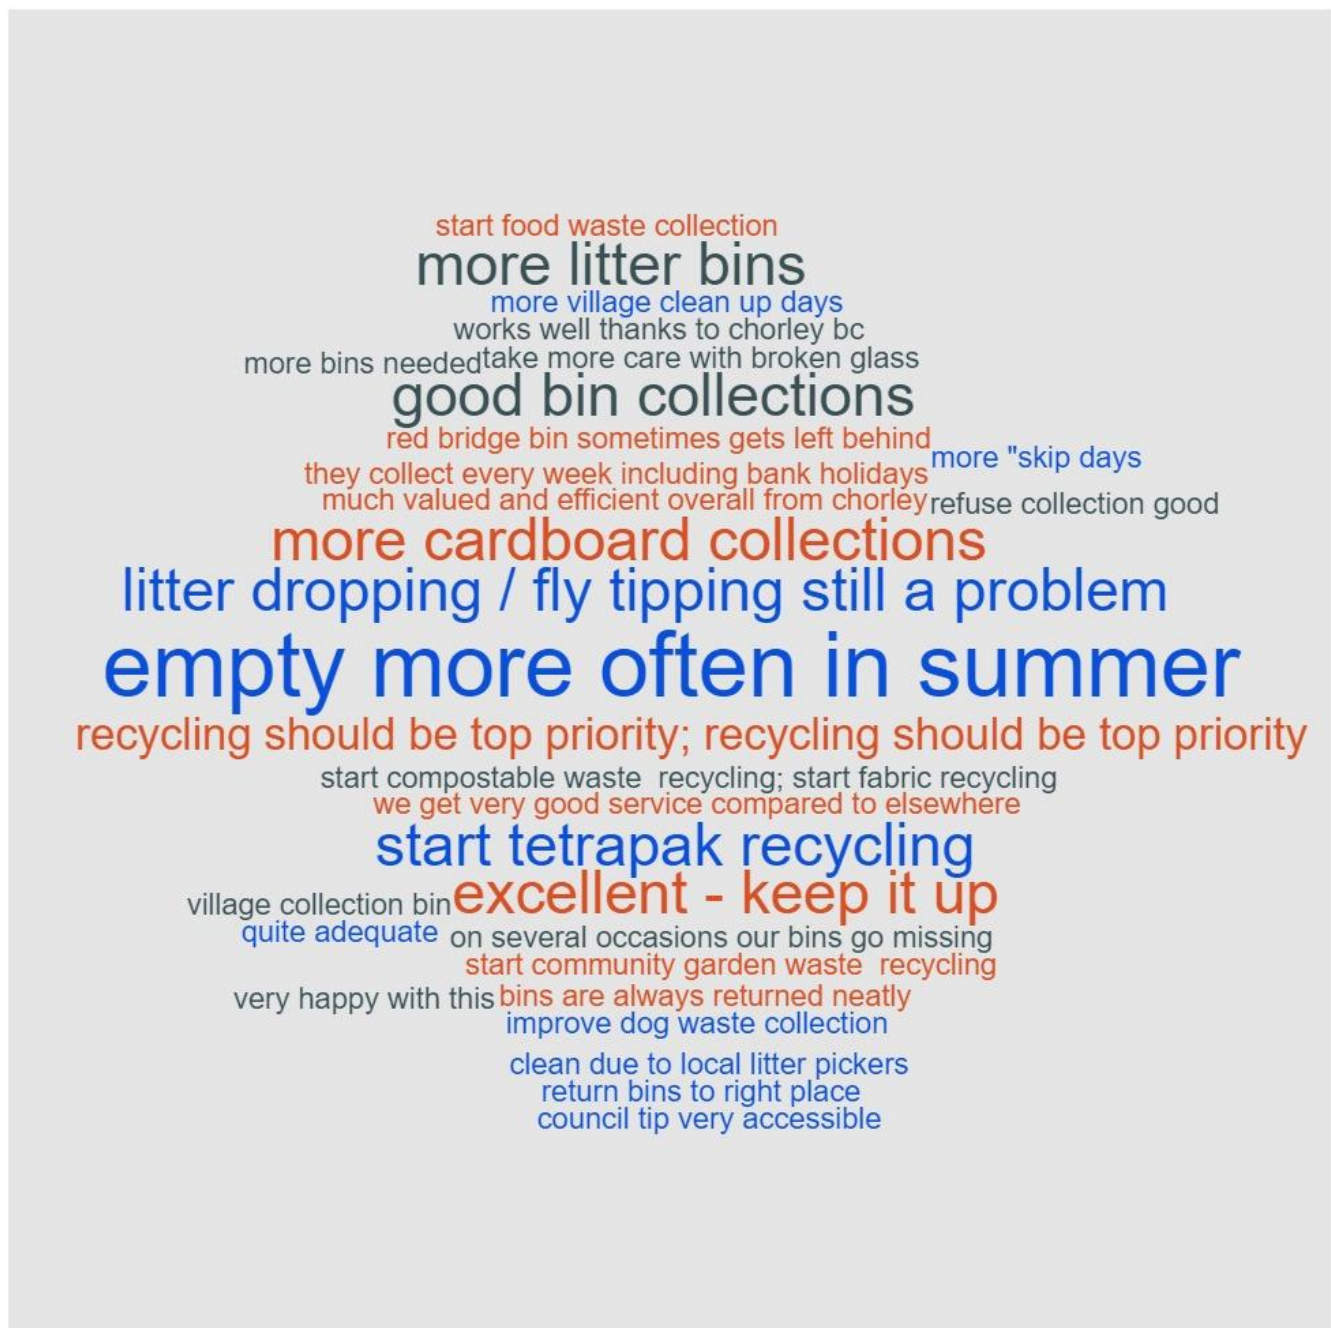 start food waste collection
more litter bins
more village clean up days
works well thanks to chorley bc
more bins needed
take more care with broken glass
good bin collections
red bridge bin sometimes gets left behind
more "skip days
they collect every week including bank holidays
much valued and efficient overall from chorley
refuse collection good
more cardboard collections
litter dropping / fly tipping still a problem
empty more often in summer
recycling should be top priority; recycling should be top priority
start compostable waste  recycling; start fabric recycling
we get very good service compared to elsewhere
start tetrapak recycling
village collection bin
excellent - keep it up
quite adequate
on several occasions our bins go missing
start community garden waste  recycling
very happy with this
bins are always returned neatly
improve dog waste collection
clean due to local litter pickers
return bins to right place
council tip very accessible